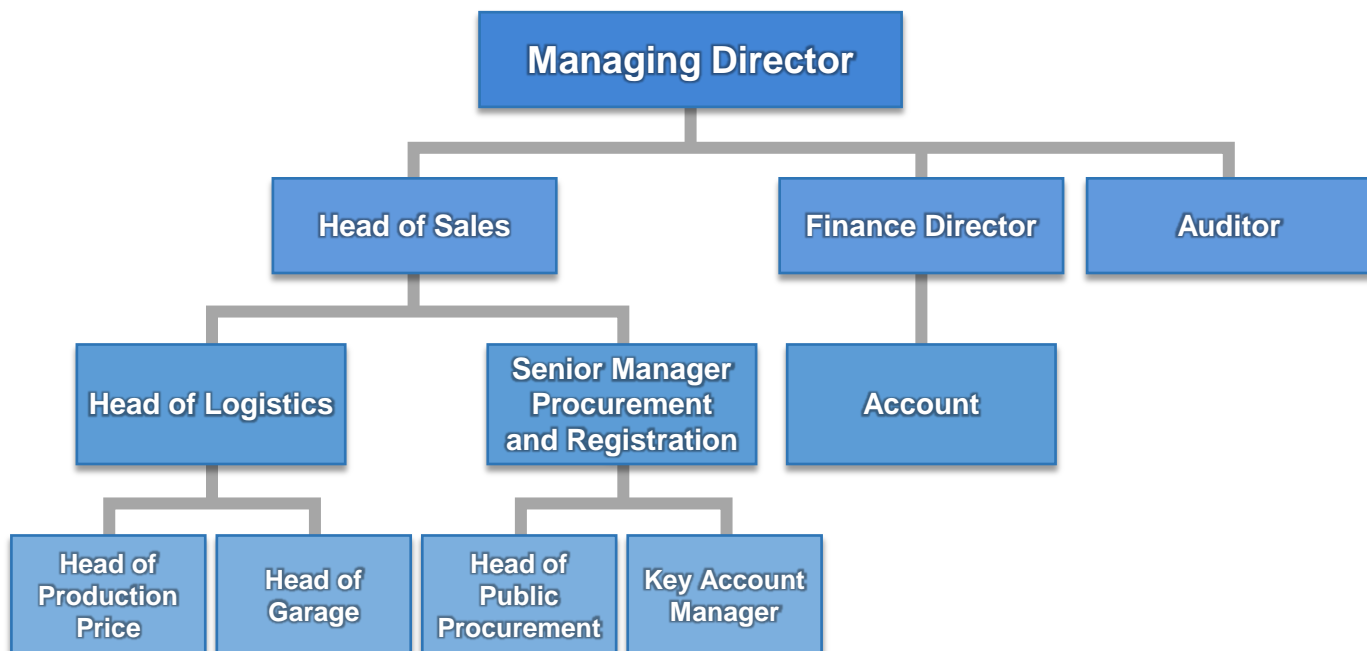 Managing Director
Head of Sales
Finance Director
Auditor
Head of Logistics
Senior Manager
Procurement
and Registration
Account
Head of
Production
Price
Head of
Garage
Head of
Public
Procurement
Key Account
Manager